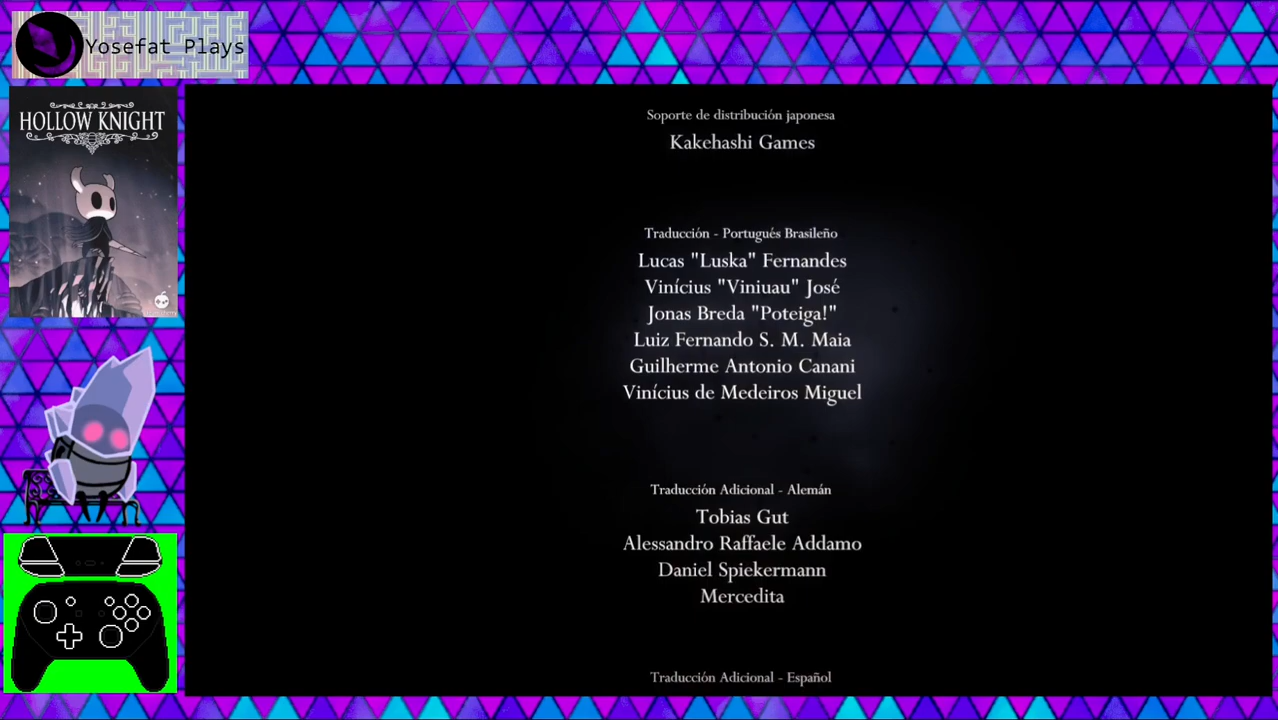 Yosefat Plays
HOLLOW KNIGHT
Soporte de distribución japonesa
Kakehashi Games
Traducción - Portugués Brasileño
Lucas "Luska" Fernandes
Vinícius "Viniuau" José
Jonas Breda "Poteiga!"
Luiz Fernando S. M. Maia
Guilherme Antonio Canani
Vinícius de Medeiros Miguel
Traducción Adicional - Alemán
Tobias Gut
Alessandro Raffaele Addamo
Daniel Spiekermann
Mercedita
Traducción Adicional - Español